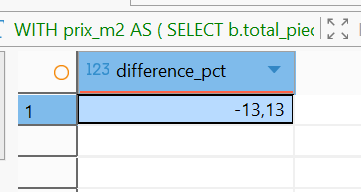 WITH prix_m2 AS ( SELECT b.total_piec
123 difference_pct
1 -13,13